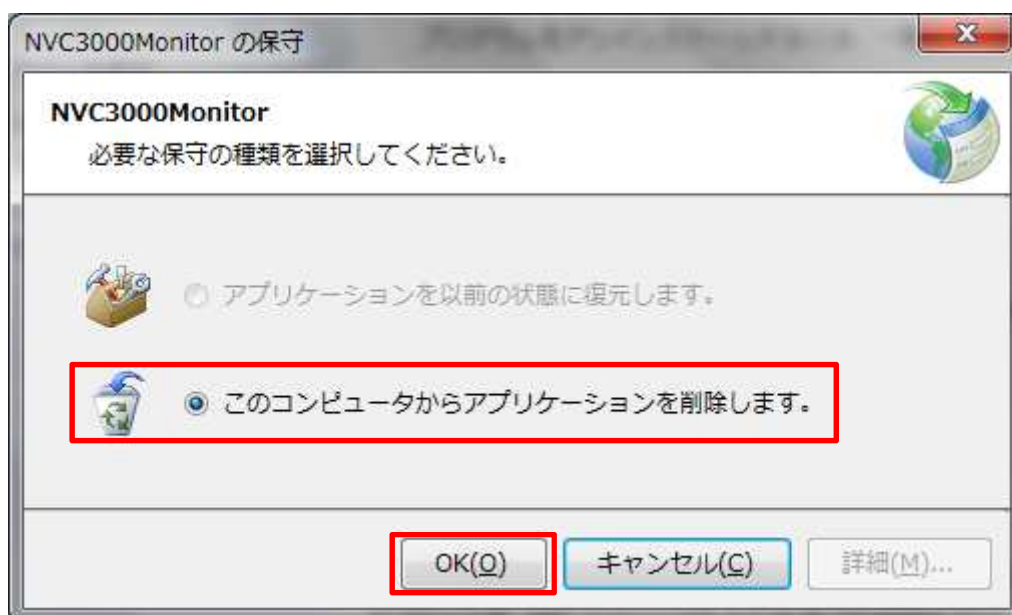 NVC3000Monitor の保守
NVC3000Monitor
必要な保守の種類を選択してください。
アプリケーションを以前の状態に復元します。
このコンピュータからアプリケーションを削除します。
OK(O)
キャンセル(C)
詳細(M)...